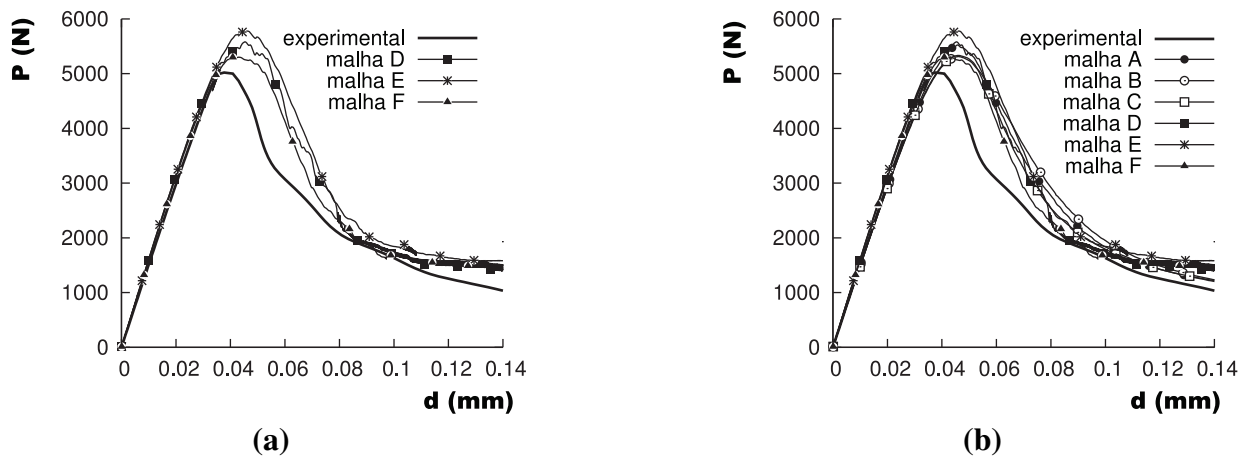 6000
5000
4000
3000
2000
1000
0
P (N)
experimental
malha D
malha E
malha F
0 0.02 0.04 0.06 0.08 0.1 0.12 0.14
d (mm)
(a)
6000
5000
4000
3000
2000
1000
0
P (N)
experimental
malha A
malha B
malha C
malha D
malha E
malha F
0 0.02 0.04 0.06 0.08 0.1 0.12 0.14
d (mm)
(b)